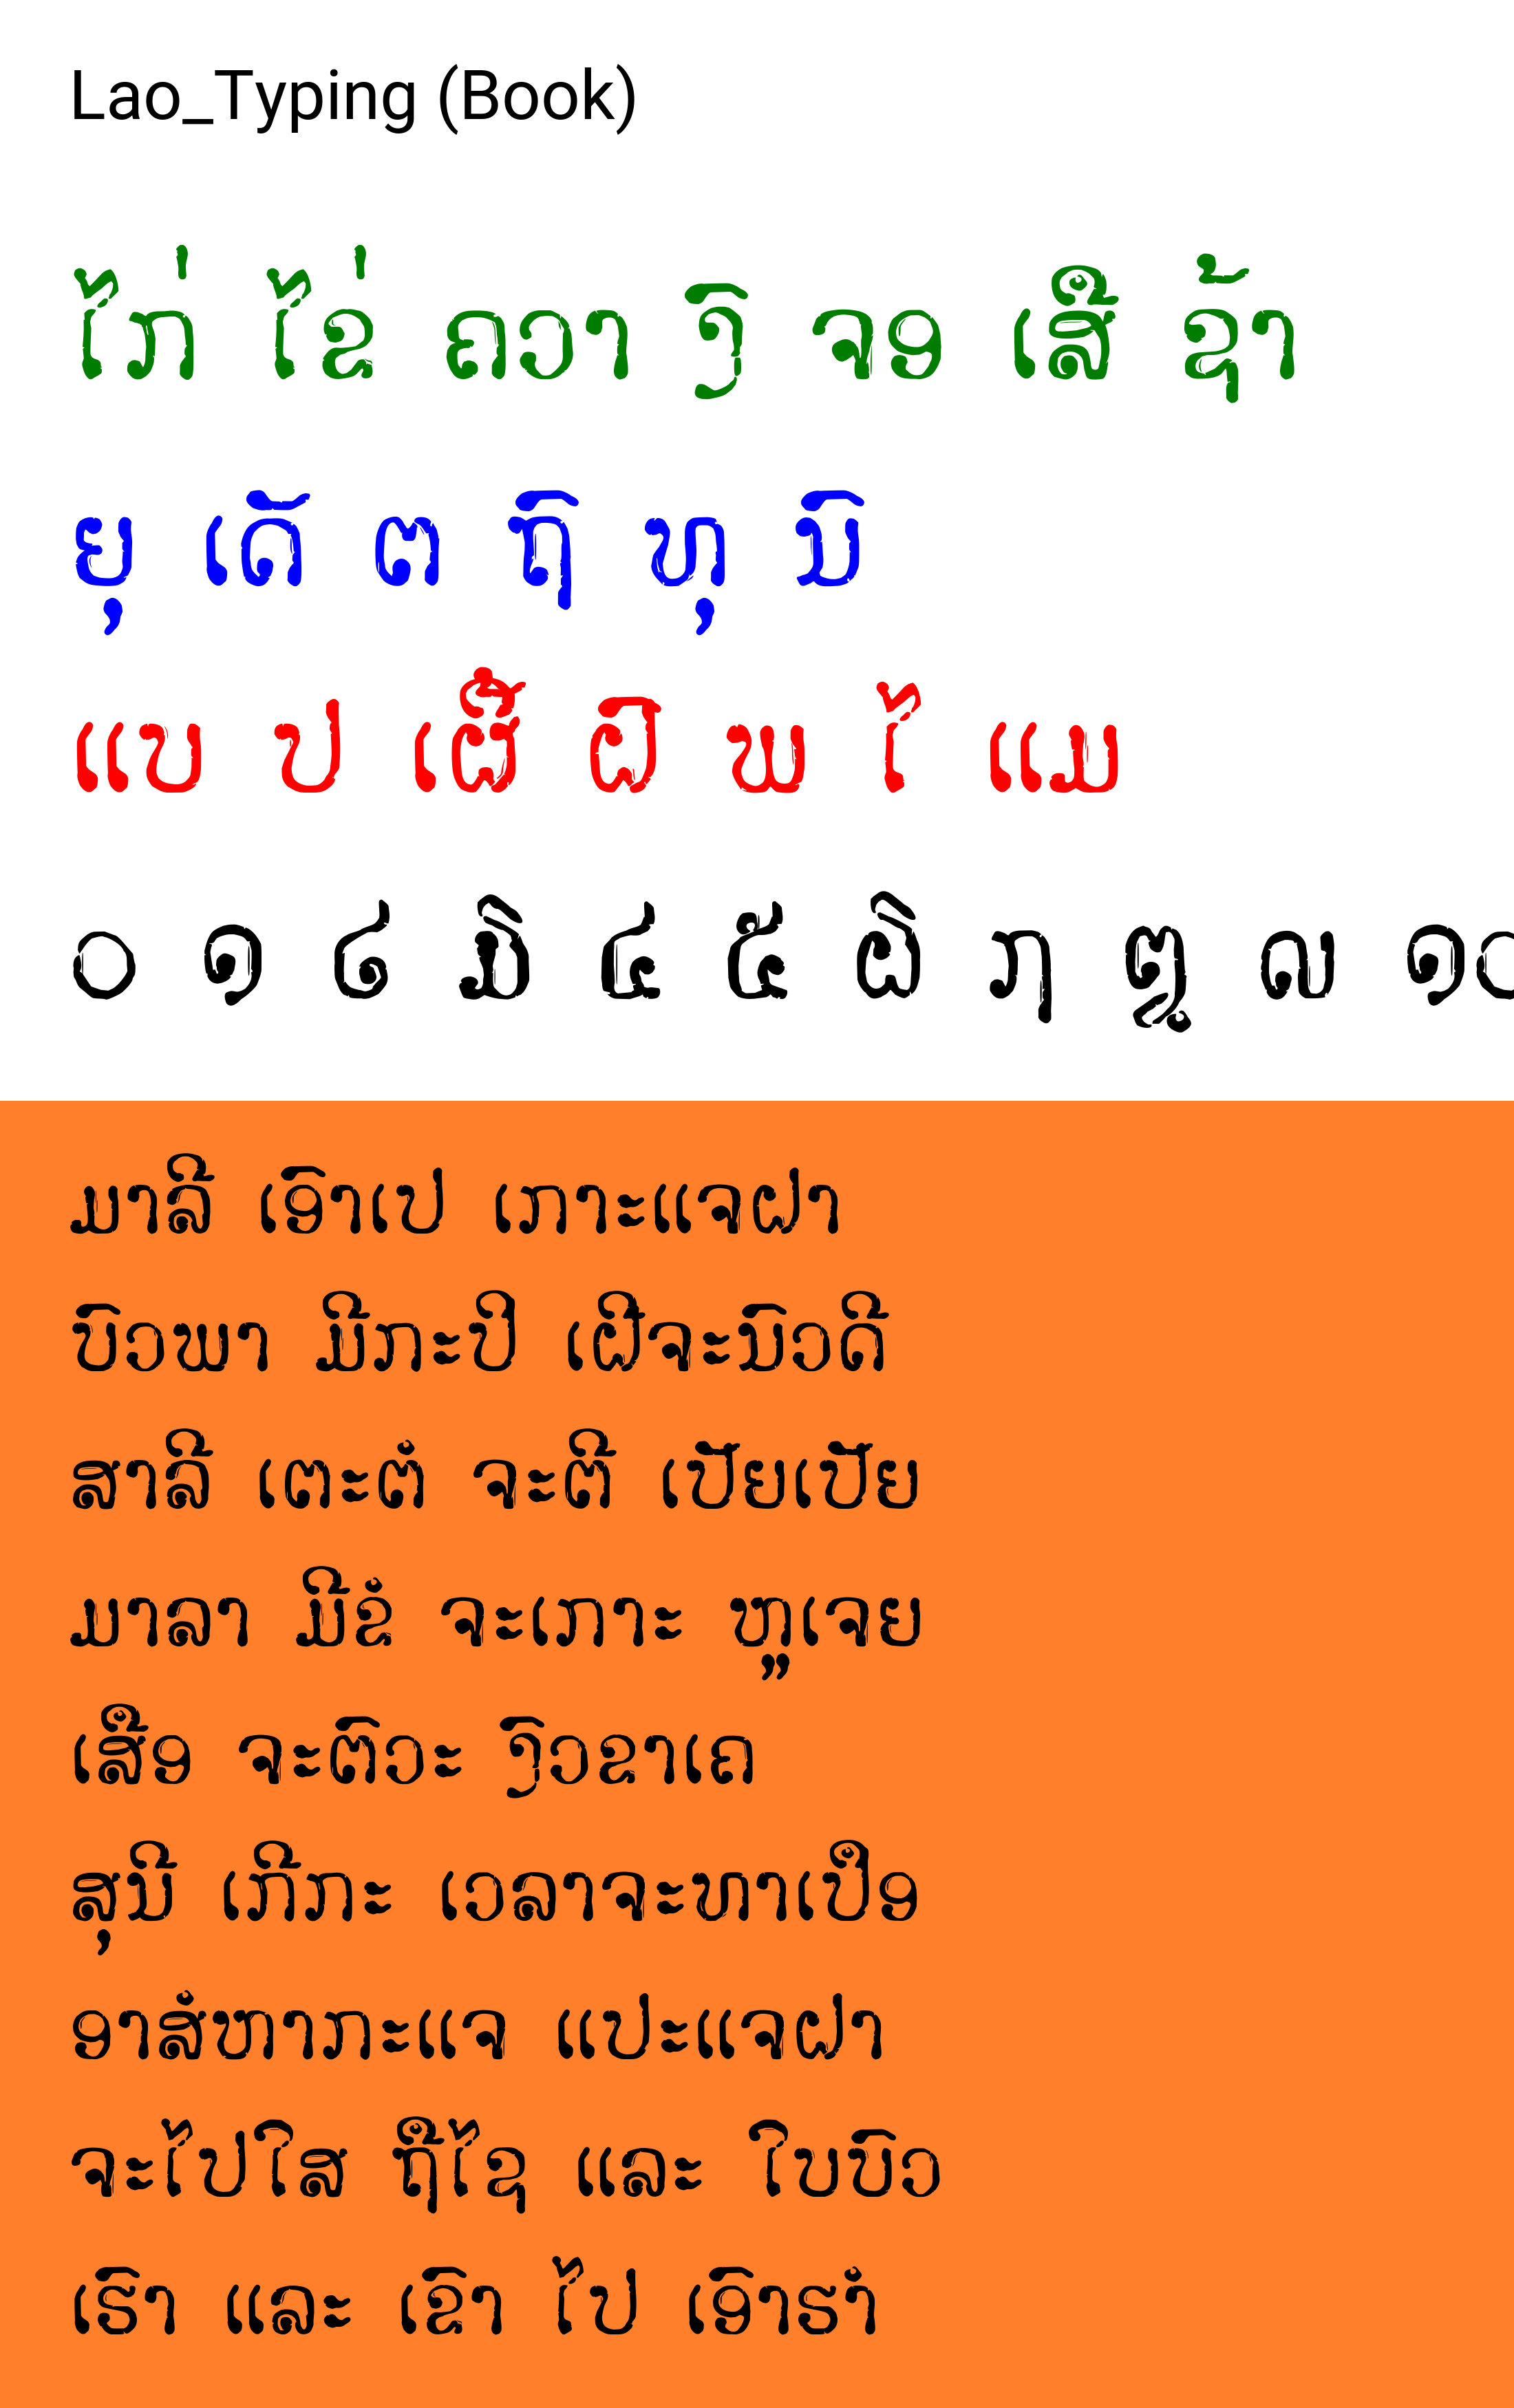 Lao_Typing (Book)
ໄກ່ ໄຂ່ ຄວາ ງົ ຈອ ເສື ຊ້າ
ຍຸ ເດັ ຕ ຖົ ທຸ ນົ
ແບ ປ ເຜິ້ ຝົ ພ ໄ ແມ
໐ ໑ ໒ ໓ ໔ ໕ ໖ ໗ ໘ ໙ ໑໐
ມາລີ ເອົາເປ ເກາະແຈຝາ
ບົວພາ ມີກະປີ ເຝີຈະນົວດີ
ສາລີ ເຕະຕໍ ຈະຕີ ເປັຍເປັຍ
ມາລາ ມີຂໍ ຈະເກາະ ຫູເຈຍ
ເສືອ ຈະຕົວະ ງົວຂາເຄ
ສຸນີ ເກີກະ ເວລາຈະທາເປືອ
ອາສໍຫາກະແຈ ແປະແຈຝາ
ຈະໄປໃສ ຖືໄຊ ແລະ ໃບບົວ
ເຮົາ ແລະ ເຂົາ ໄປ ເອົາຮຳ